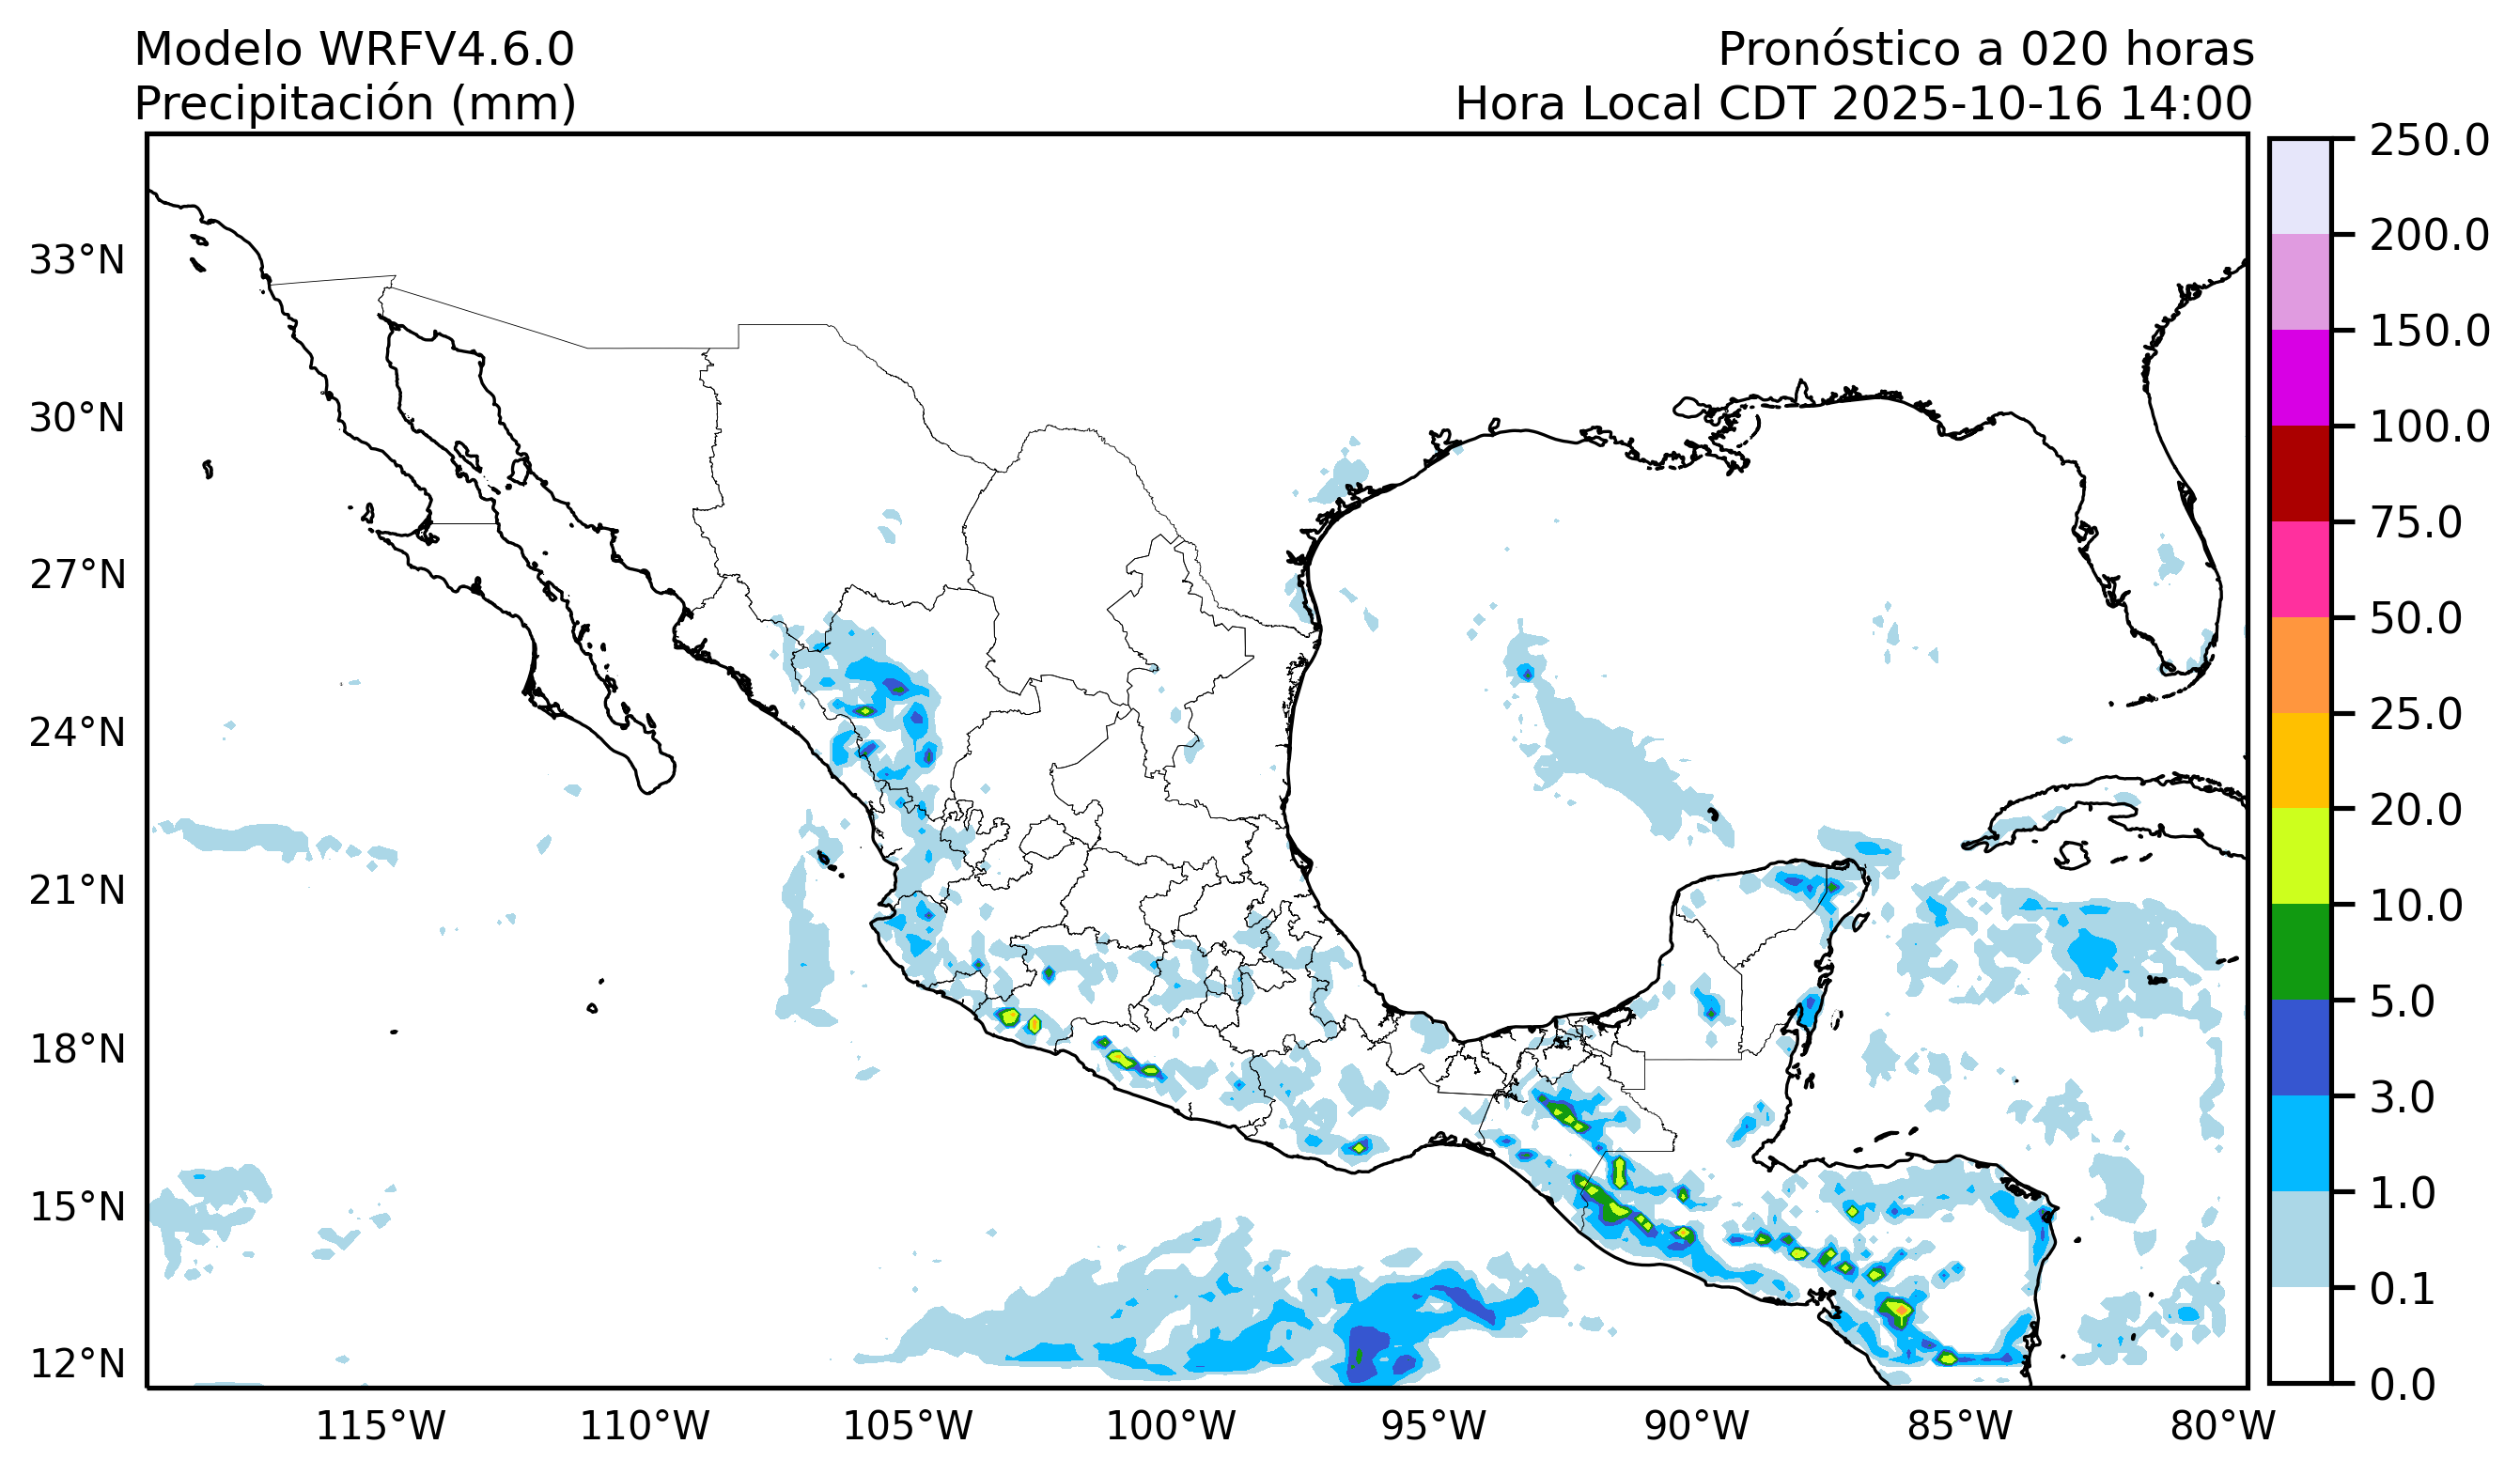 Modelo WRFV4.6.0
Precipitación (mm)
Pronóstico a 020 horas
Hora Local CDT 2025-10-16 14:00
33°N
30°N
27°N
24°N
21°N
18°N
15°N
12°N
115°W
110°W
105°W
100°W
95°W
90°W
85°W
80°W
250.0
200.0
150.0
100.0
75.0
50.0
25.0
20.0
10.0
5.0
3.0
1.0
0.1
0.0